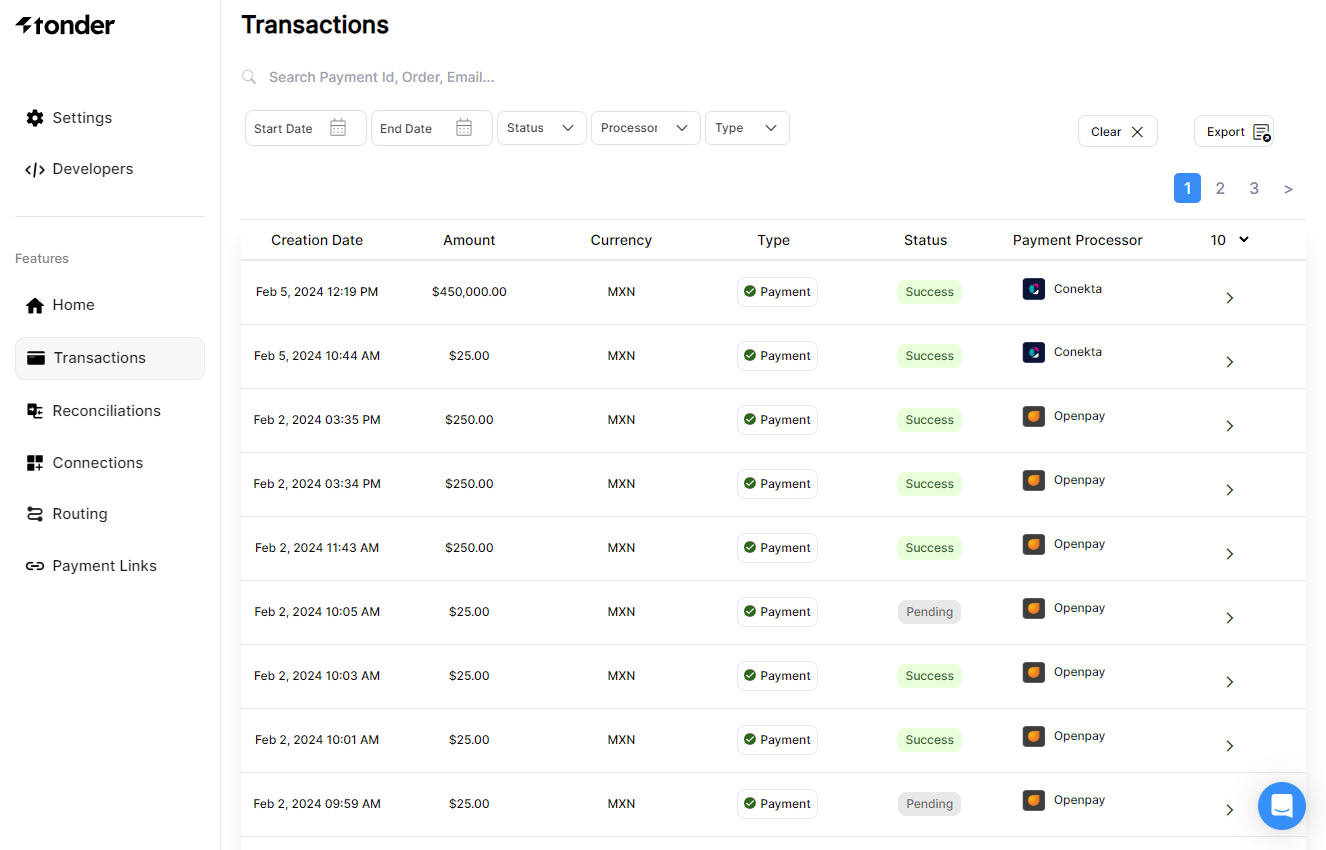 tonder
Transactions
Search Payment Id, Order, Email...
Settings
Developers
Features
Home
Transactions
Reconciliations
Connections
Routing
Payment Links
Start Date End Date Status Processor Type Clear Export
1 2 3 >
Creation Date Amount Currency Type Status Payment Processor 10
Feb 5, 2024 12:19 PM $450,000.00 MXN Payment Success Conekta
Feb 5, 2024 10:44 AM $25.00 MXN Payment Success Conekta
Feb 2, 2024 03:35 PM $250.00 MXN Payment Success Openpay
Feb 2, 2024 03:34 PM $250.00 MXN Payment Success Openpay
Feb 2, 2024 11:43 AM $250.00 MXN Payment Success Openpay
Feb 2, 2024 10:05 AM $25.00 MXN Payment Pending Openpay
Feb 2, 2024 10:03 AM $25.00 MXN Payment Success Openpay
Feb 2, 2024 10:01 AM $25.00 MXN Payment Success Openpay
Feb 2, 2024 09:59 AM $25.00 MXN Payment Pending Openpay